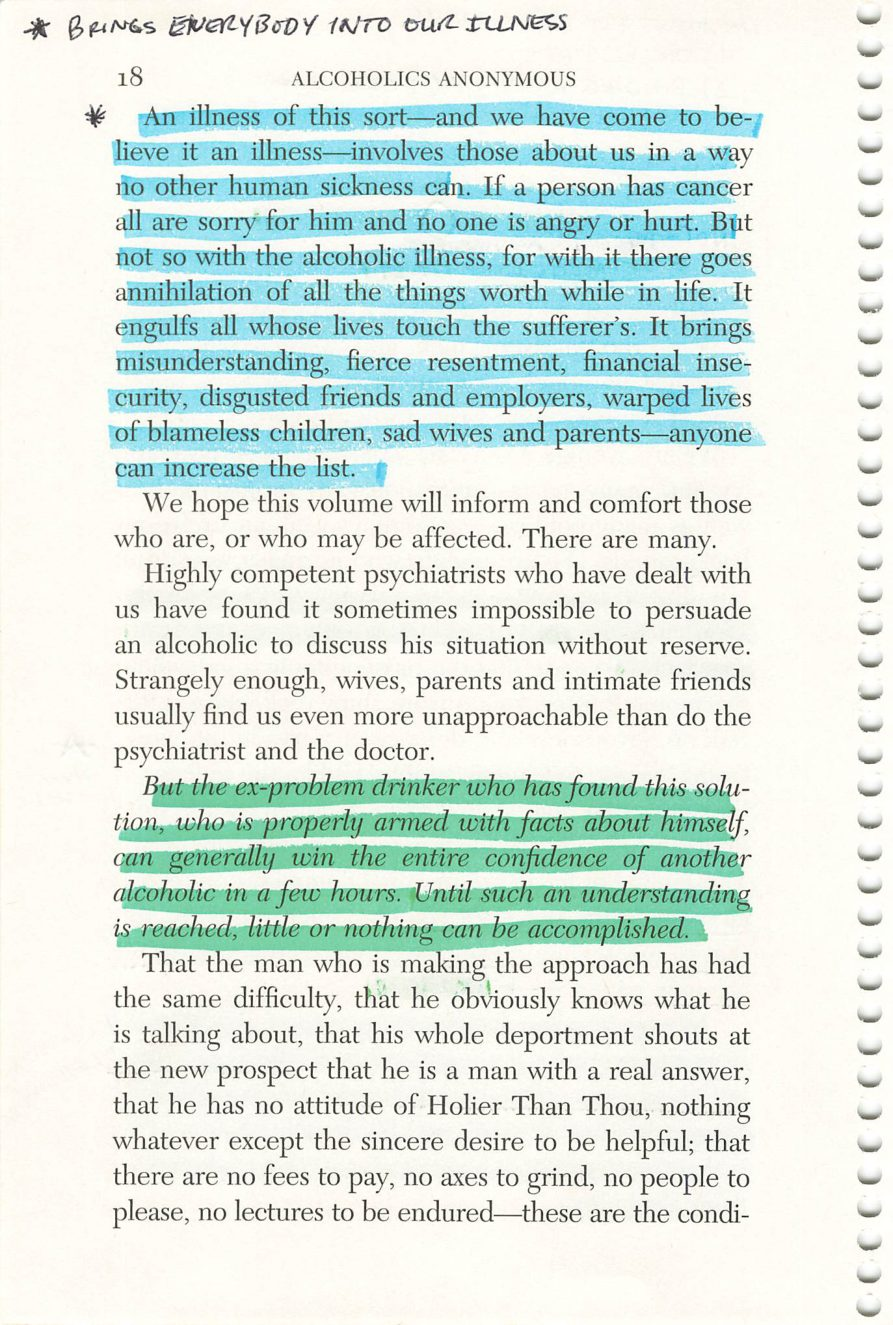 * BRINGS EVERYBODY INTO OUR ILLNESS
18 ALCOHOLICS ANONYMOUS
* An illness of this sort—and we have come to be-
lieve it an illness—involves those about us in a way
no other human sickness can. If a person has cancer
all are sorry for him and no one is angry or hurt. But
not so with the alcoholic illness, for with it there goes
annihilation of all the things worth while in life. It
engulfs all whose lives touch the sufferer's. It brings
misunderstanding, fierce resentment, financial inse-
curity, disgusted friends and employers, warped lives
of blameless children, sad wives and parents—anyone
can increase the list.
We hope this volume will inform and comfort those
who are, or who may be affected. There are many.
Highly competent psychiatrists who have dealt with
us have found it sometimes impossible to persuade
an alcoholic to discuss his situation without reserve.
Strangely enough, wives, parents and intimate friends
usually find us even more unapproachable than do the
psychiatrist and the doctor.
But the ex-problem drinker who has found this solu-
tion, who is properly armed with facts about himself,
can generally win the entire confidence of another
alcoholic in a few hours. Until such an understanding
is reached, little or nothing can be accomplished.
That the man who is making the approach has had
the same difficulty, that he obviously knows what he
is talking about, that his whole deportment shouts at
the new prospect that he is a man with a real answer,
that he has no attitude of Holier Than Thou, nothing
whatever except the sincere desire to be helpful; that
there are no fees to pay, no axes to grind, no people to
please, no lectures to be endured—these are the condi-